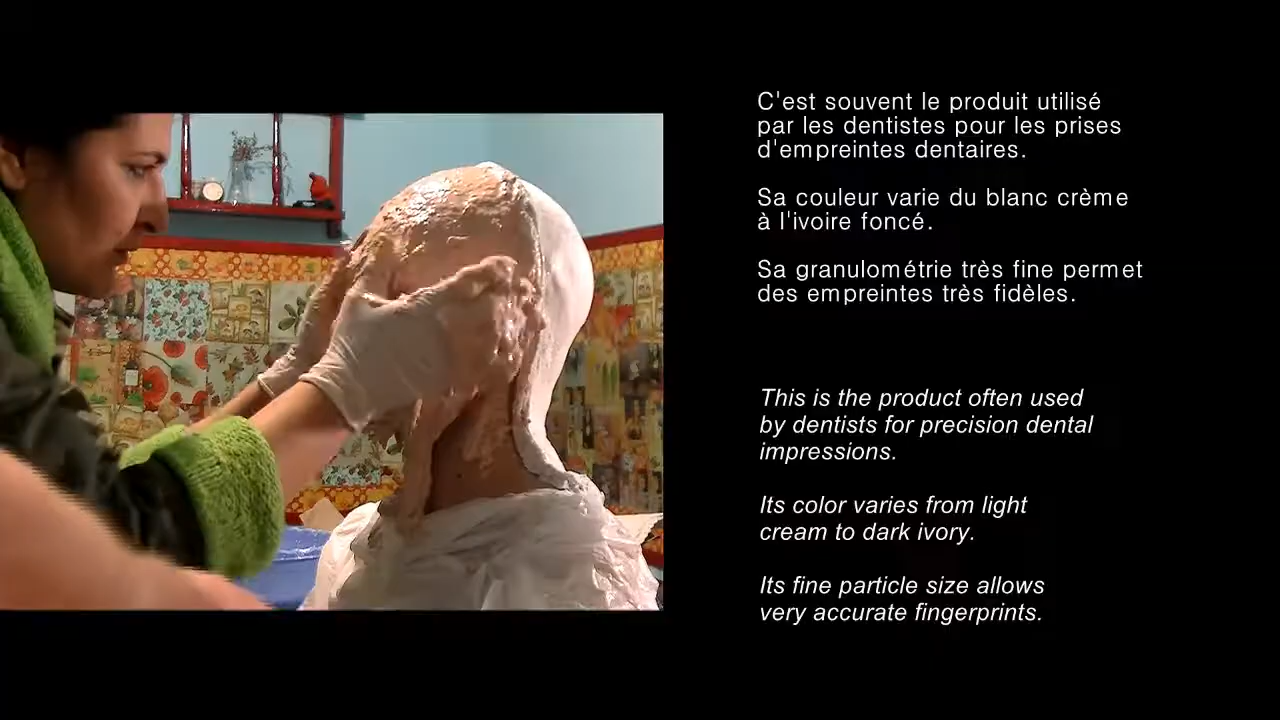 C'est souvent le produit utilisé
par les dentistes pour les prises
d'empreintes dentaires.
Sa couleur varie du blanc crème
à l'ivoire foncé.
Sa granulométrie très fine permet
des empreintes très fidèles.
This is the product often used
by dentists for precision dental
impressions.
Its color varies from light
cream to dark ivory.
Its fine particle size allows
very accurate fingerprints.